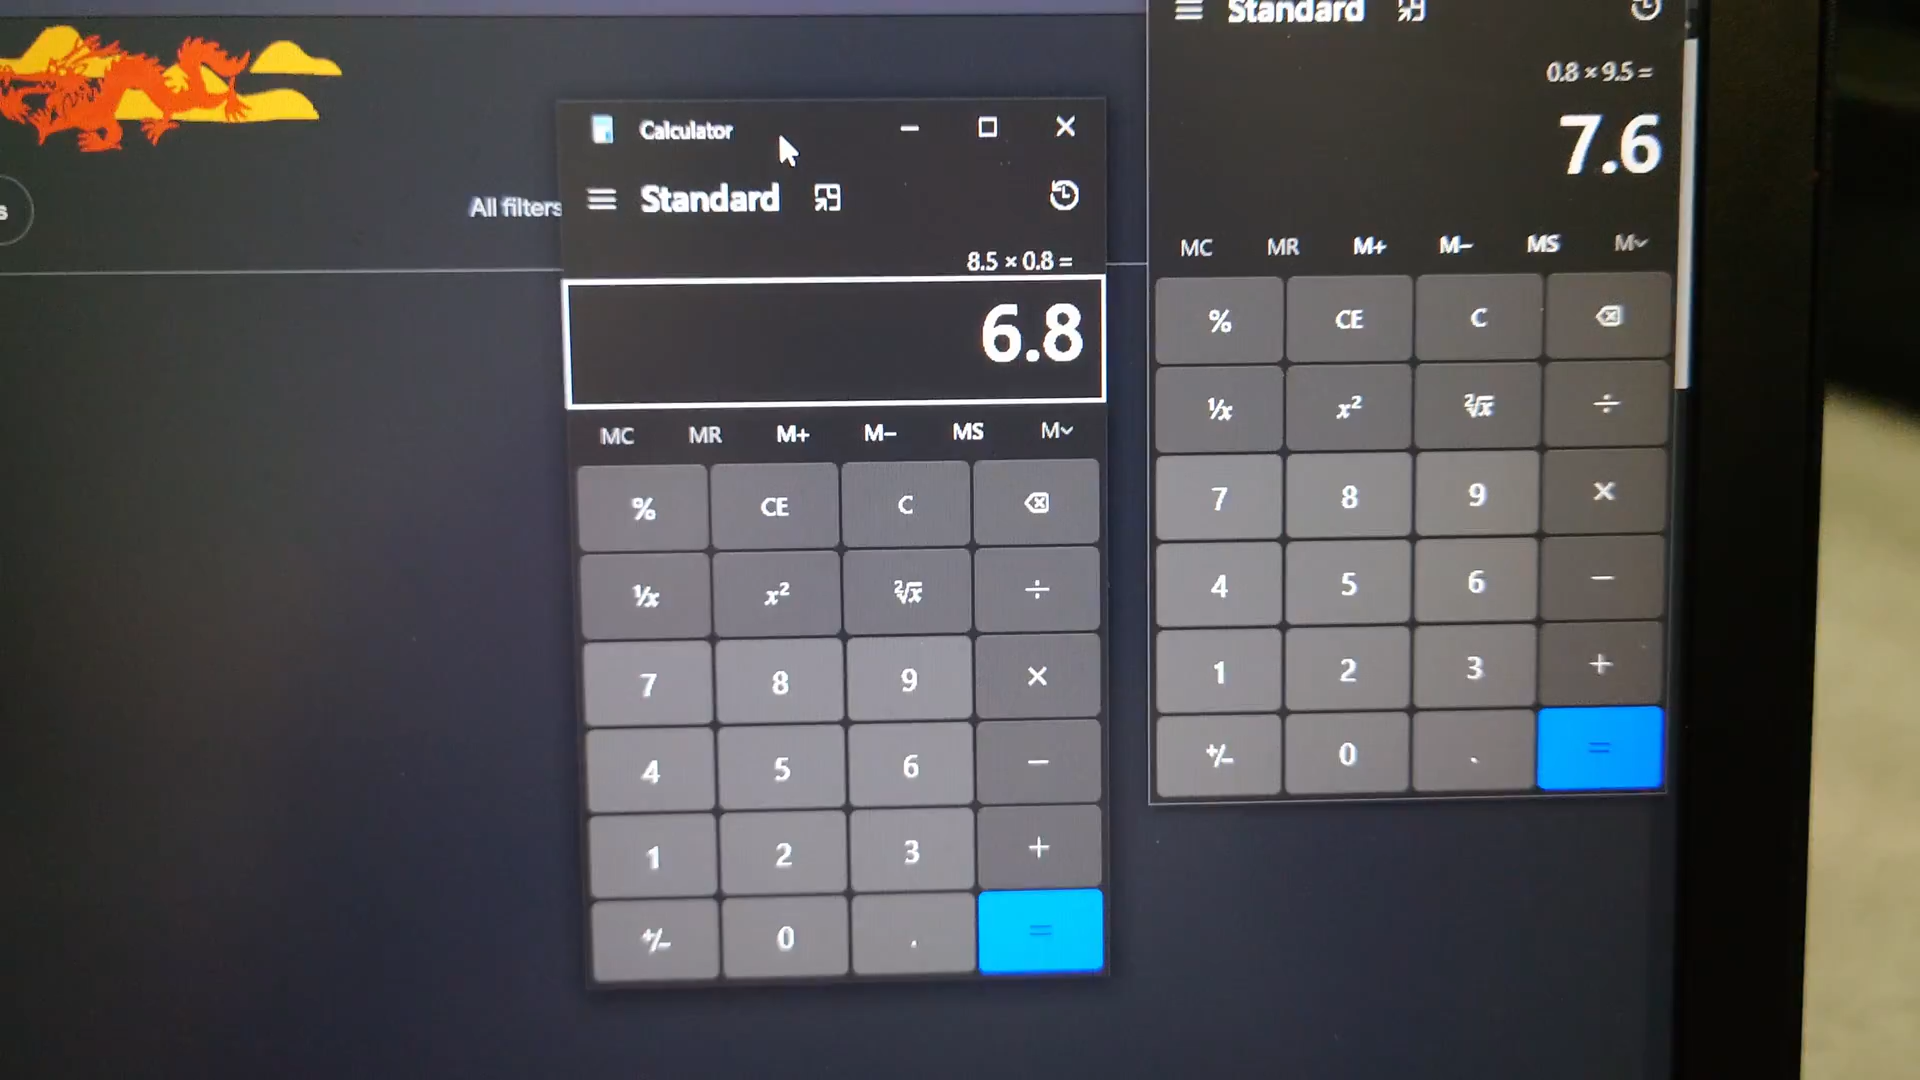 s
All filters
Calculator
Standard
8.5 × 0.8 =
6.8
MC MR M+ M− MS M
% CE C
¹/x x² ²√x ÷
7 8 9 ×
4 5 6 −
1 2 3 +
+/− 0 . =
Standard
0.8 × 9.5 =
7.6
MC MR M+ M− MS M
% CE C
¹/x x² ²√x ÷
7 8 9 ×
4 5 6 −
1 2 3 +
+/− 0 . =